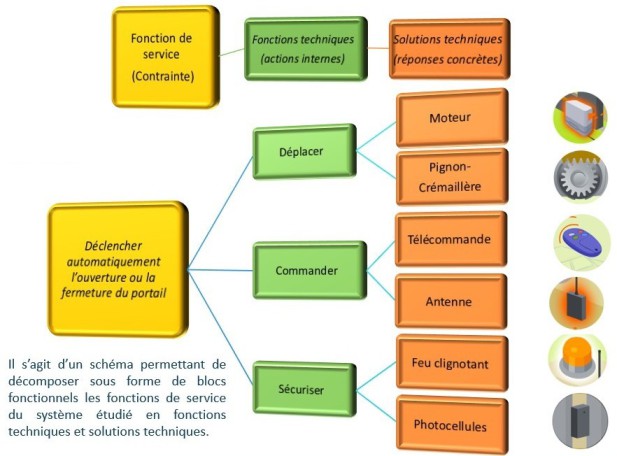 Fonction de
service
(Contrainte)
Fonctions techniques
(actions internes)
Solutions techniques
(réponses concrètes)
Déclencher
automatiquement
l'ouverture ou la
fermeture du portail
Déplacer
Moteur
Pignon-
Crémaillère
Commander
Télécommande
Antenne
Sécuriser
Feu clignotant
Photocellules
Il s'agit d'un schéma permettant de
décomposer sous forme de blocs
fonctionnels les fonctions de service
du système étudié en fonctions
techniques et solutions techniques.